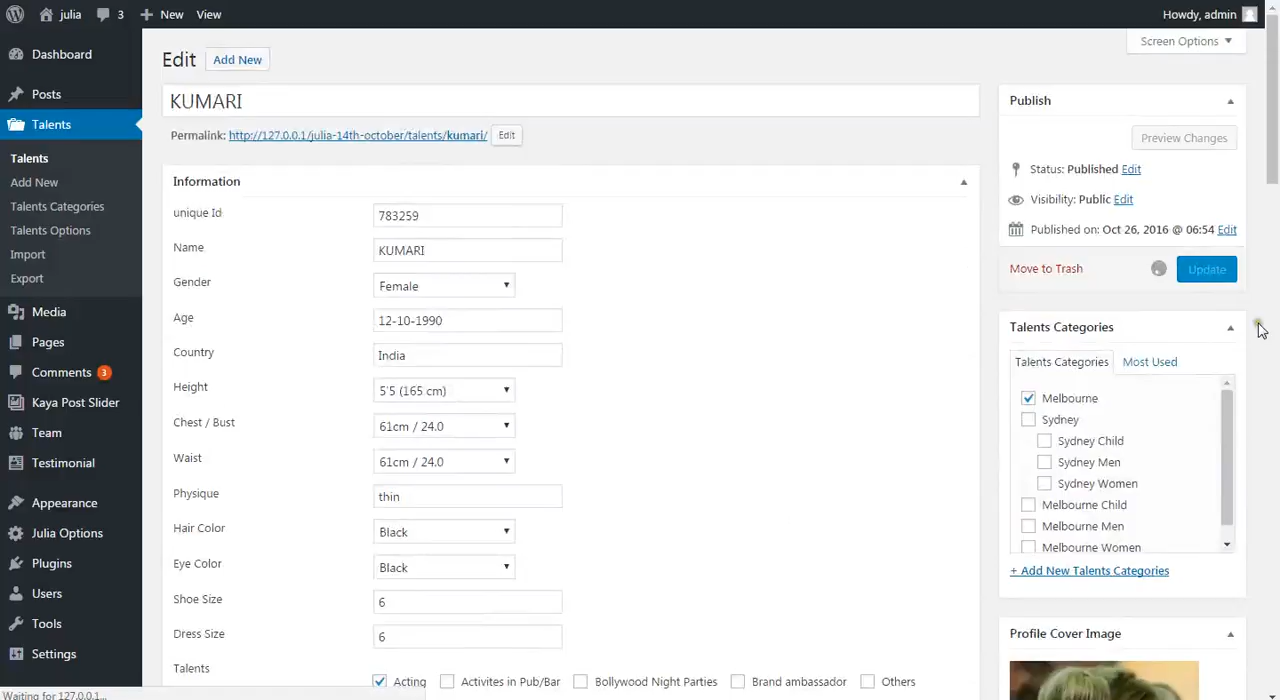 julia 3 New View Howdy, admin
Screen Options
Dashboard
Posts
Talents
Talents
Add New
Talents Categories
Talents Options
Import
Export
Media
Pages
Comments 3
Kaya Post Slider
Team
Testimonial
Appearance
Julia Options
Plugins
Users
Tools
Settings
Waiting for 127.0.0.1...
Edit Add New
KUMARI
Permalink: http://127.0.0.1/julia-14th-october/talents/kumari/ Edit
Information
unique Id 783259
Name KUMARI
Gender Female
Age 12-10-1990
Country India
Height 5'5 (165 cm)
Chest / Bust 61cm / 24.0
Waist 61cm / 24.0
Physique thin
Hair Color Black
Eye Color Black
Shoe Size 6
Dress Size 6
Talents
Acting Activites in Pub/Bar Bollywood Night Parties Brand ambassador Others
Publish
Preview Changes
Status: Published Edit
Visibility: Public Edit
Published on: Oct 26, 2016 @ 06:54 Edit
Move to Trash Update
Talents Categories
Talents Categories Most Used
Melbourne
Sydney
Sydney Child
Sydney Men
Sydney Women
Melbourne Child
Melbourne Men
Melbourne Women
+ Add New Talents Categories
Profile Cover Image